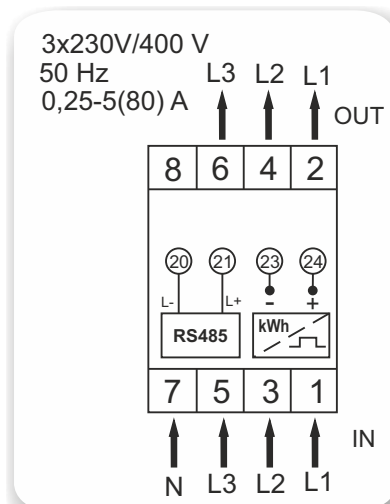 3x230V/400 V
50 Hz
0,25-5(80) A
L3 L2 L1
OUT
8 6 4 2
20 21 23 24
L- L+ - +
RS485 kWh
7 5 3 1
IN
N L3 L2 L1